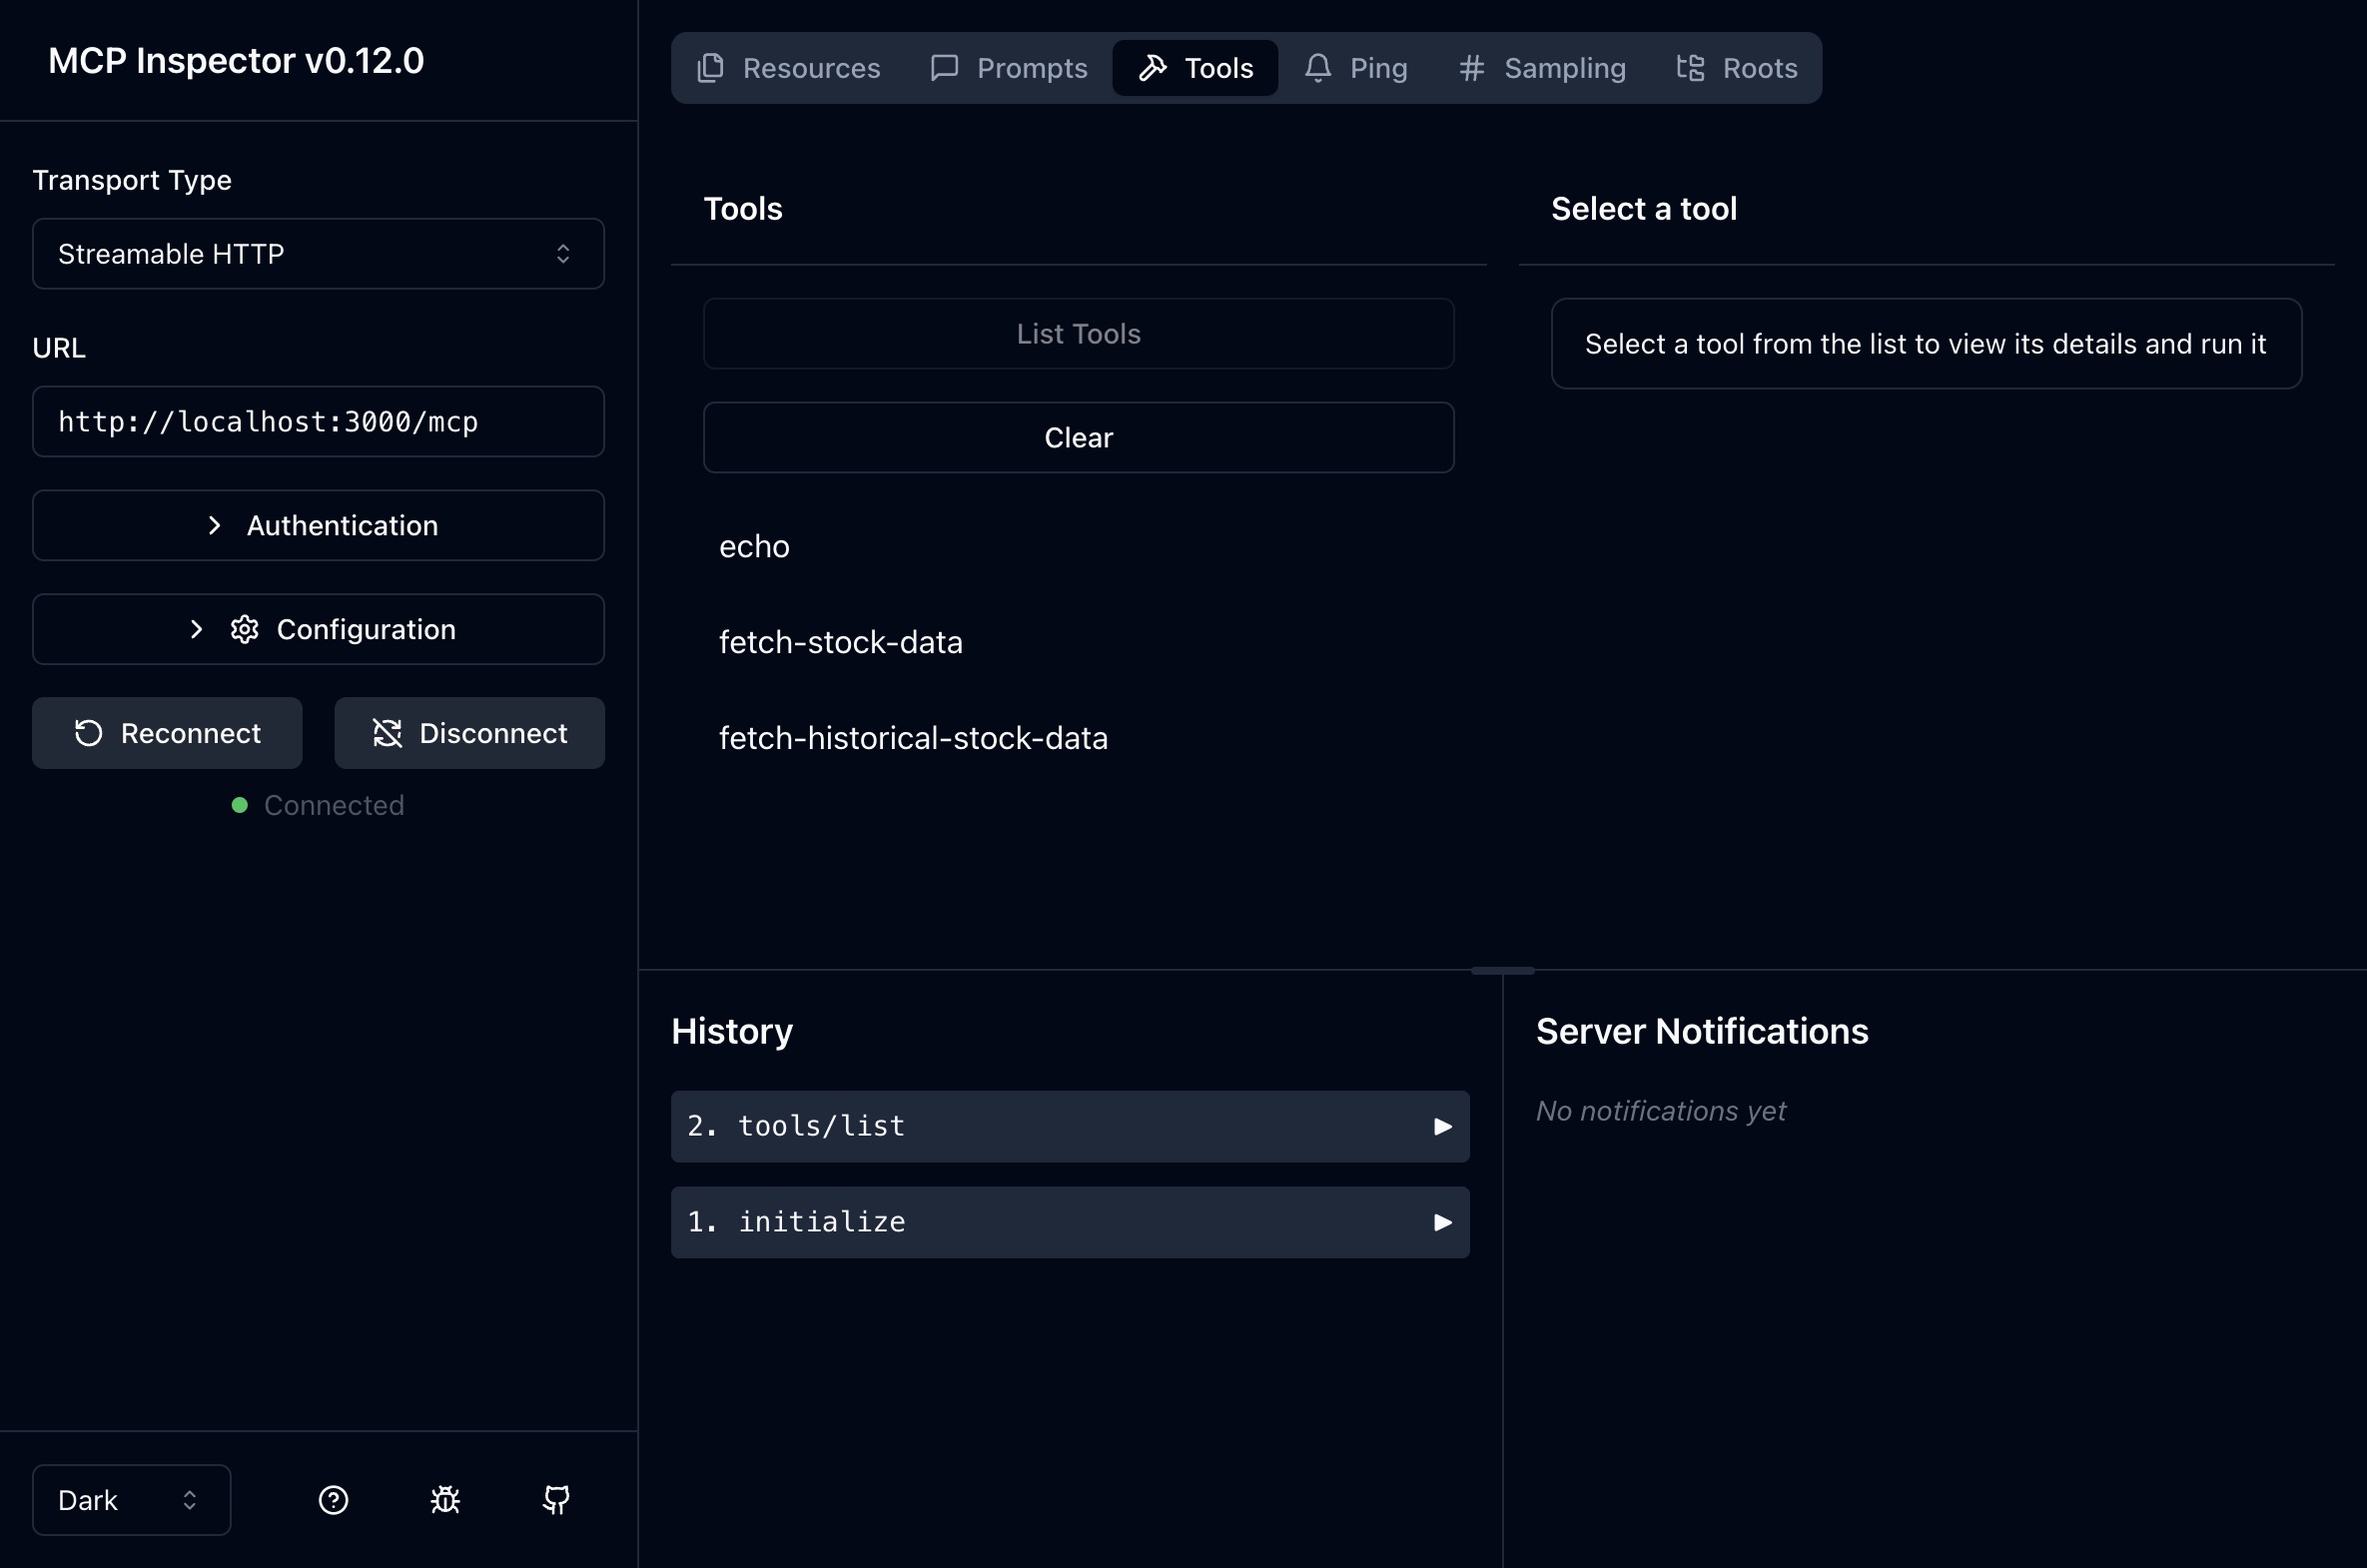 MCP Inspector v0.12.0
Transport Type
Streamable HTTP
URL
http://localhost:3000/mcp
Authentication
Configuration
Reconnect
Disconnect
Connected
Dark
Resources
Prompts
Tools
Ping
Sampling
Roots
Tools
List Tools
Clear
echo
fetch-stock-data
fetch-historical-stock-data
Select a tool
Select a tool from the list to view its details and run it
History
2. tools/list
1. initialize
Server Notifications
No notifications yet